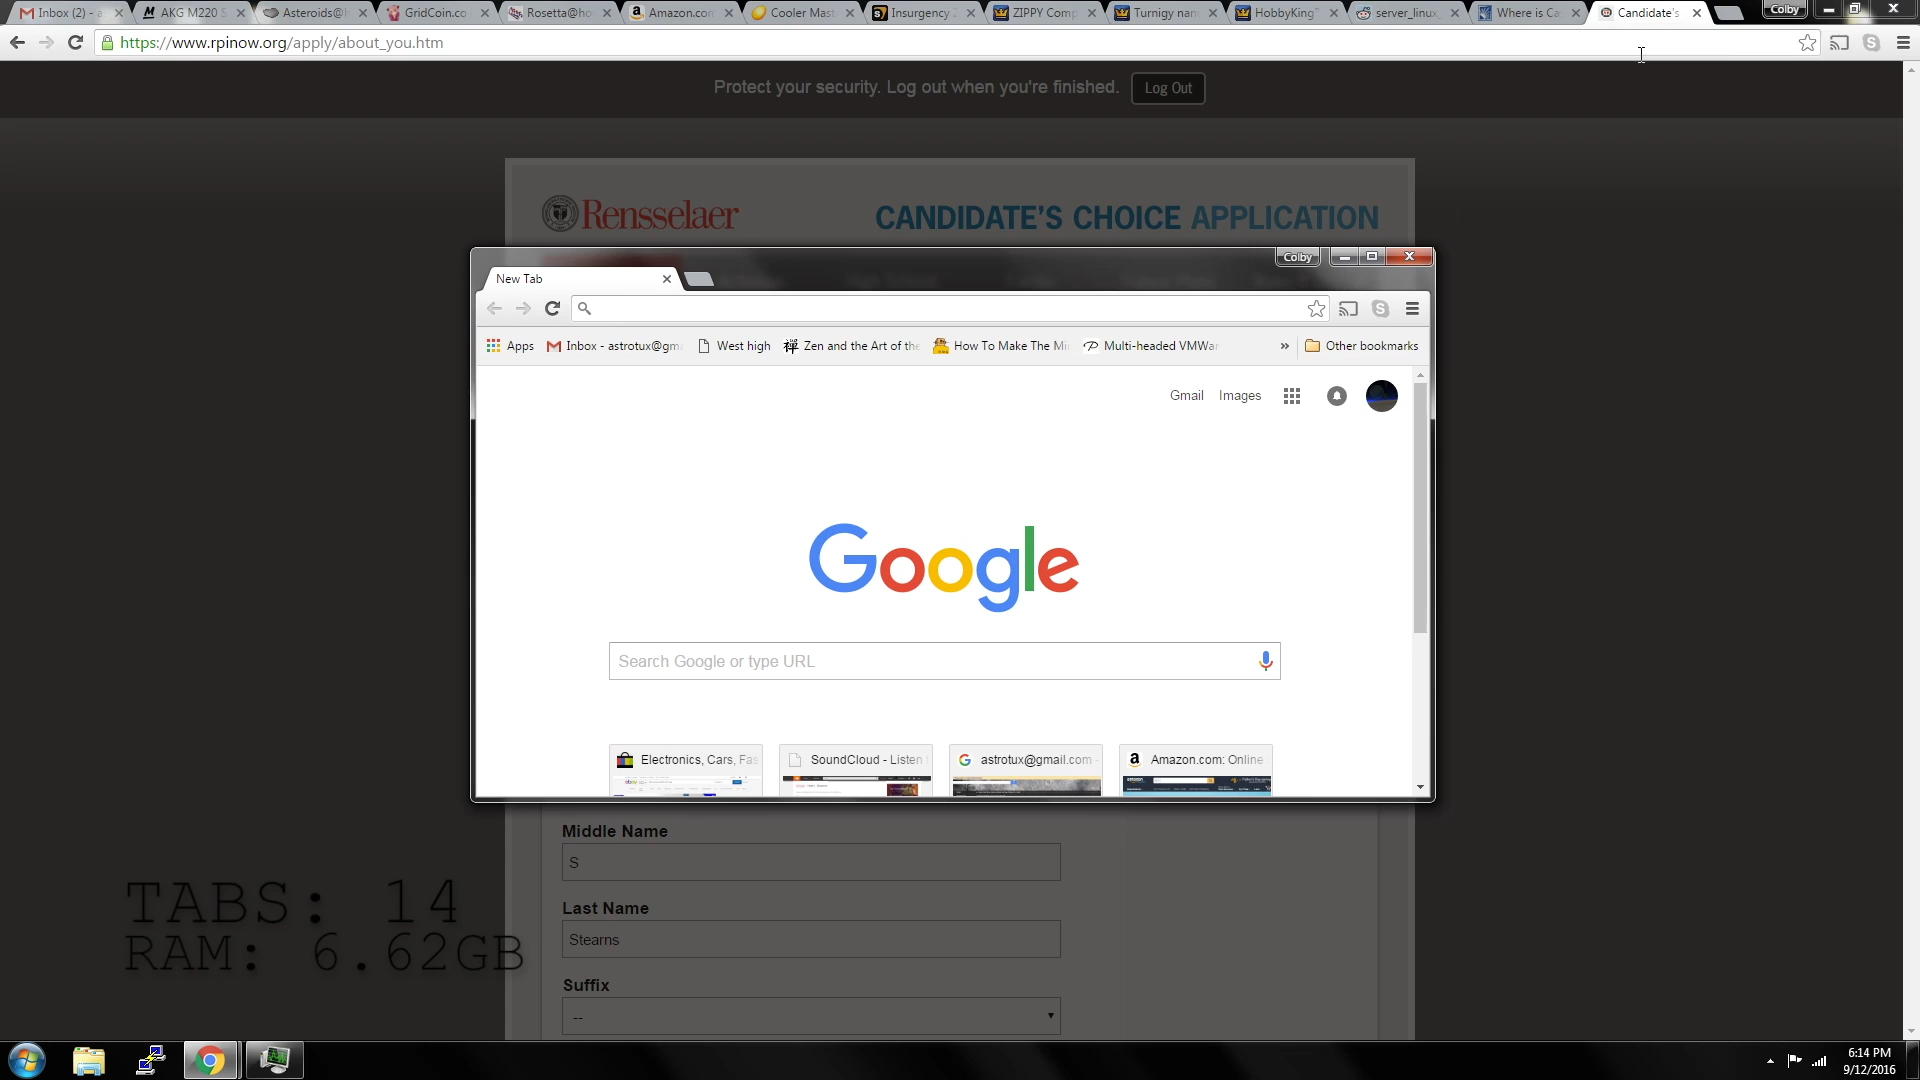 Inbox (2) - a
AKG M220 S
Asteroids@h
GridCoin.co
Rosetta@ho
Amazon.com
Cooler Mast
Insurgency
ZIPPY Comp
Turnigy nan
HobbyKing™
server_linux
Where is Ca
Candidate's
Colby
https://www.rpinow.org/apply/about_you.htm
Protect your security. Log out when you're finished. Log Out
Rensselaer
CANDIDATE'S CHOICE APPLICATION
Colby
New Tab
Apps
Inbox - astrotux@gm
West high
Zen and the Art of the
How To Make The Mi
Multi-headed VMWar
»
Other bookmarks
Gmail Images
Google
Search Google or type URL
Electronics, Cars, Fas
SoundCloud - Listen
astrotux@gmail.com -
Amazon.com: Online
Middle Name
S
Last Name
Stearns
Suffix
--
TABS: 14
RAM: 6.62GB
6:14 PM
9/12/2016